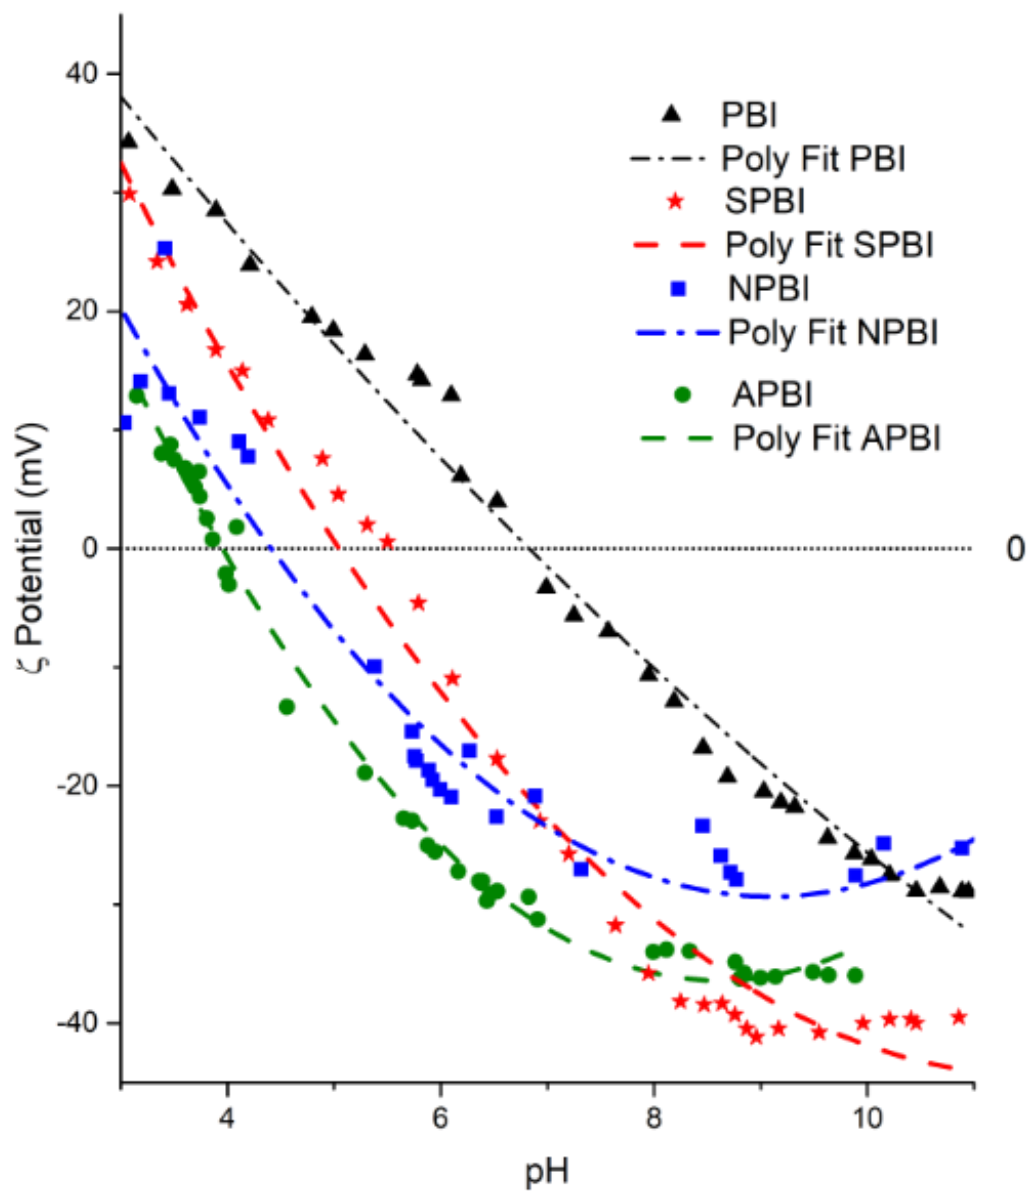 40
20
0
-20
-40
ζ Potential (mV)
PBI
Poly Fit PBI
SPBI
Poly Fit SPBI
NPBI
Poly Fit NPBI
APBI
Poly Fit APBI
0
4
6
8
10
pH